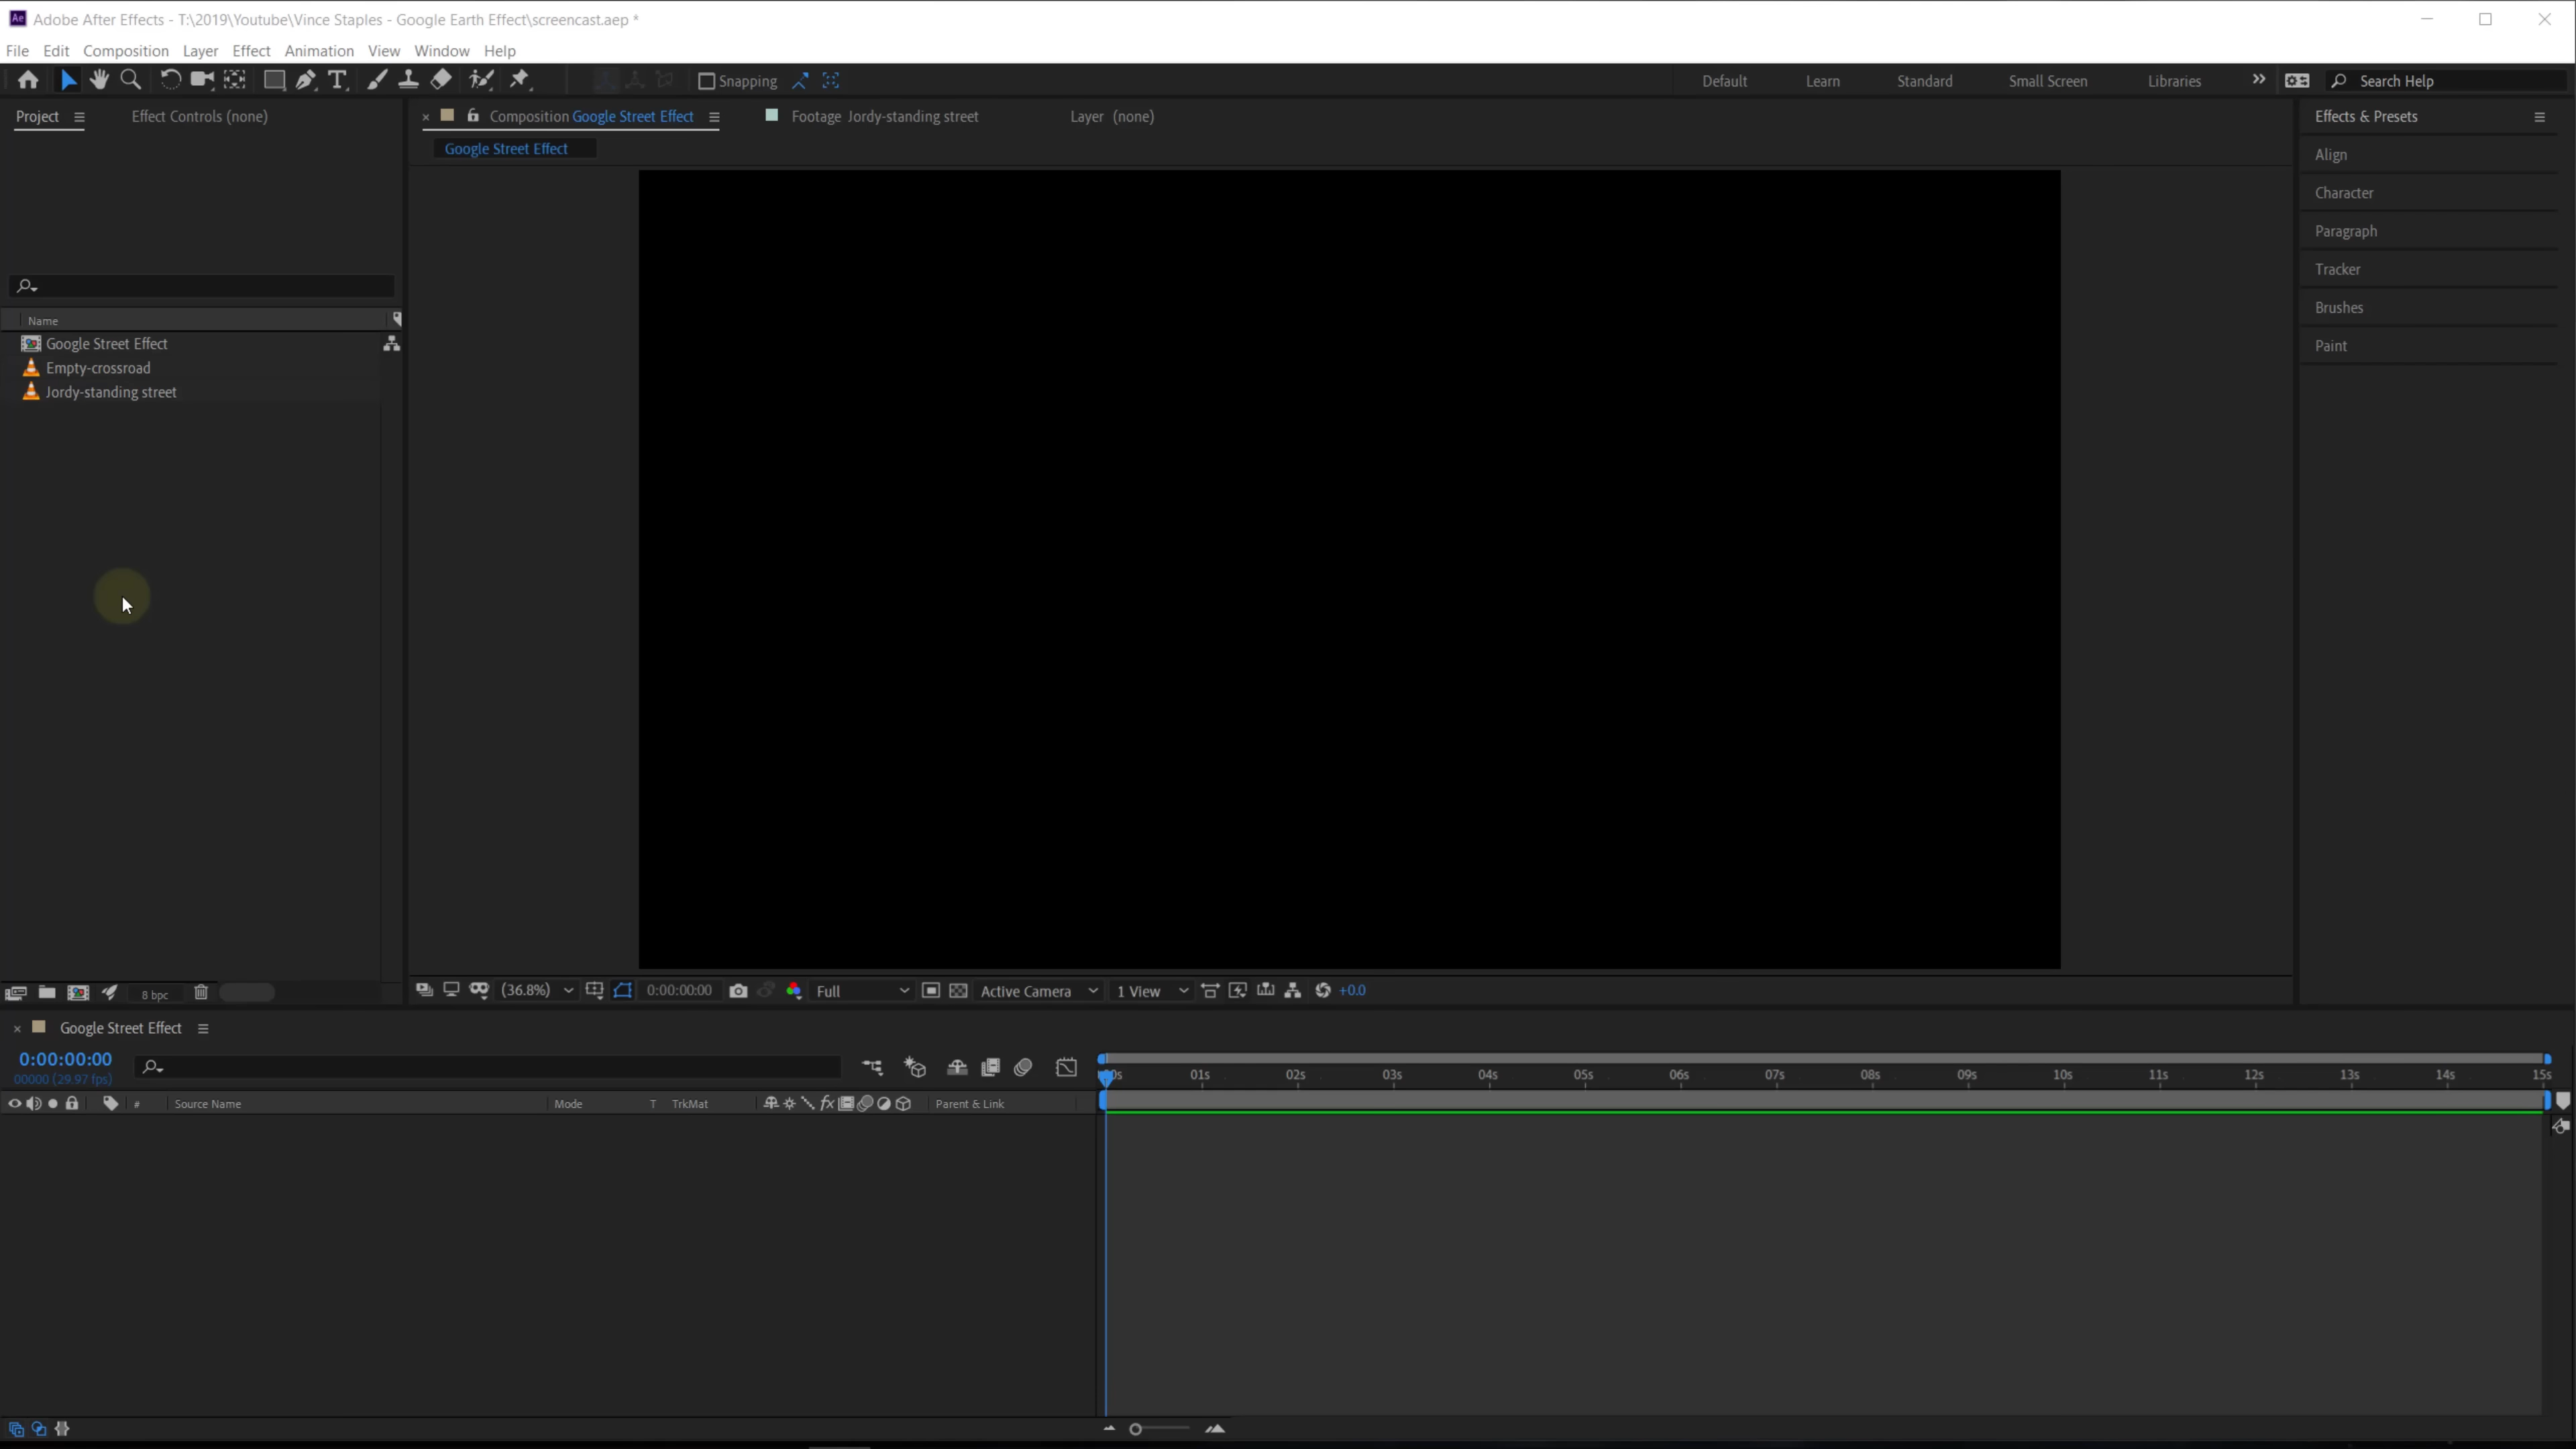 Ae Adobe After Effects - T:\2019\Youtube\Vince Staples - Google Earth Effect\screencast.aep *
File Edit Composition Layer Effect Animation View Window Help
Snapping Default Learn Standard Small Screen Libraries Search Help
Project Effect Controls (none) Composition Google Street Effect Footage Jordy-standing street Layer (none) Effects & Presets
Google Street Effect
Align
Character
Paragraph
Tracker
Brushes
Paint
Name
Google Street Effect
Empty-crossroad
Jordy-standing street
8 bpc (36.8%) 0:00:00:00 Full Active Camera 1 View +0.0
Google Street Effect
0:00:00:00
00000 (29.97 fps)
01s 02s 03s 04s 05s 06s 07s 08s 09s 10s 11s 12s 13s 14s 15s
# Source Name Mode T TrkMat fx Parent & Link